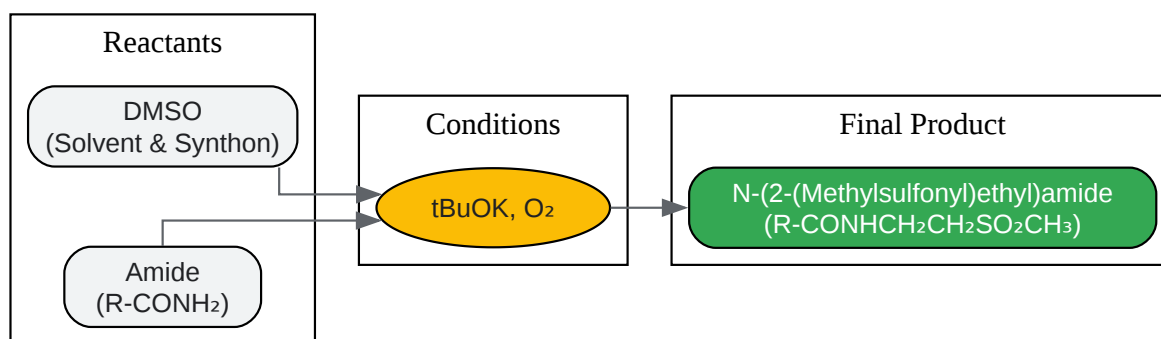 Reactants
DMSO
(Solvent & Synthon)
Amide
(R-CONH₂)
Conditions
tBuOK, O₂
Final Product
N-(2-(Methylsulfonyl)ethyl)amide
(R-CONHCH₂CH₂SO₂CH₃)